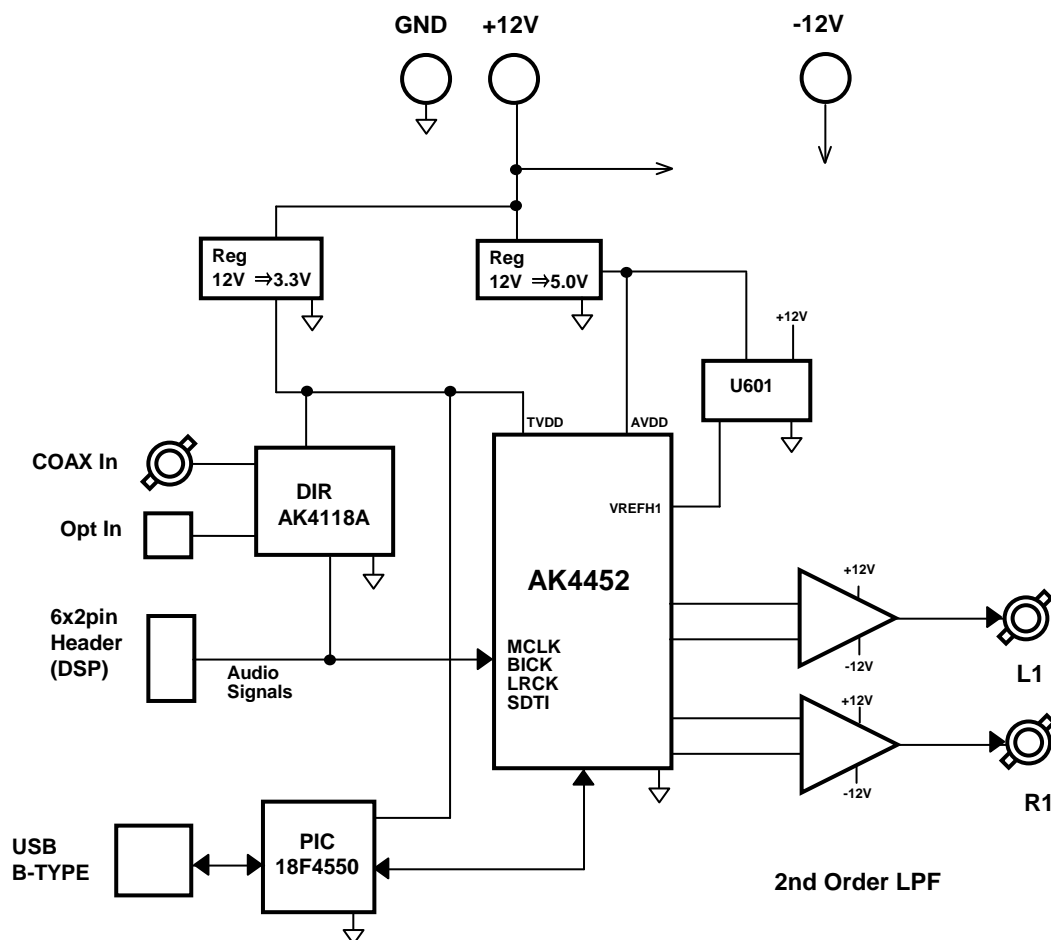 GND
+12V
-12V
Reg
12V ⇒3.3V
Reg
12V ⇒5.0V
+12V
U601
TVDD
AVDD
COAX In
DIR
AK4118A
VREFH1
Opt In
AK4452
+12V
6x2pin
Header
(DSP)
MCLK
BICK
LRCK
SDTI
Audio
Signals
-12V
L1
+12V
-12V
R1
USB
B-TYPE
PIC
18F4550
2nd Order LPF